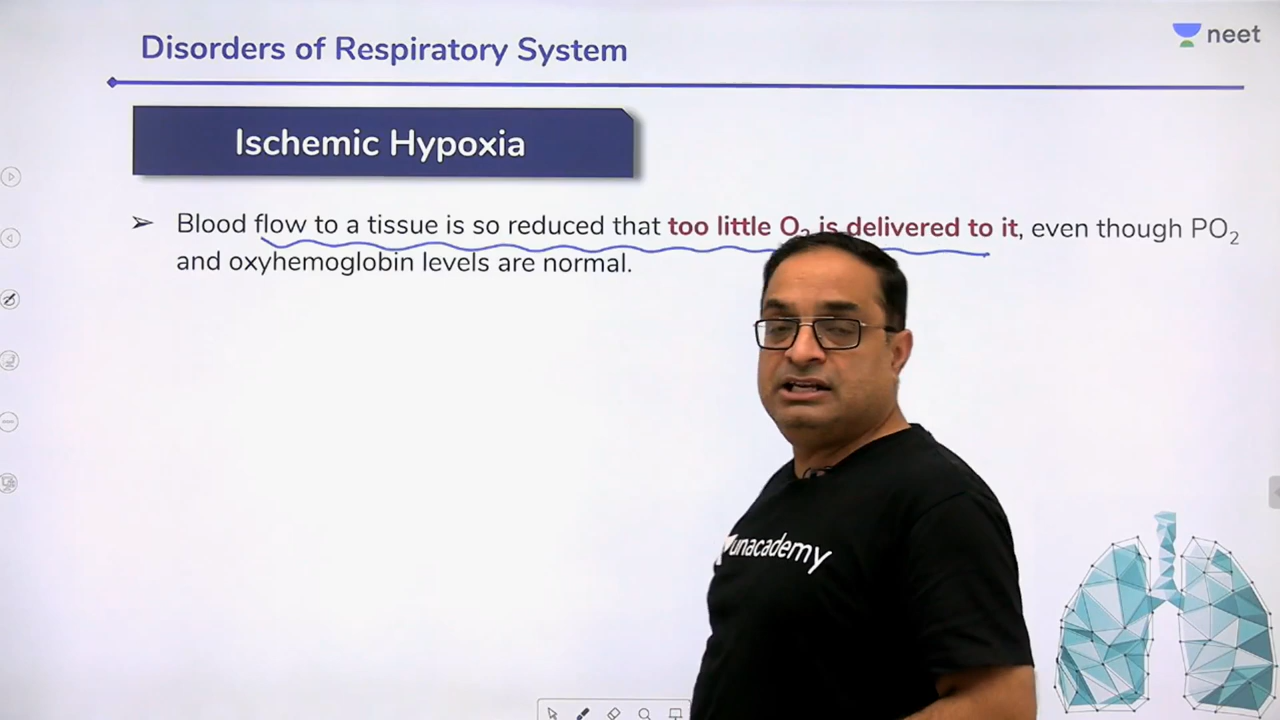 Disorders of Respiratory System
neet
Ischemic Hypoxia
➢ Blood flow to a tissue is so reduced that too little O₂ is delivered to it, even though PO₂
and oxyhemoglobin levels are normal.
unacademy